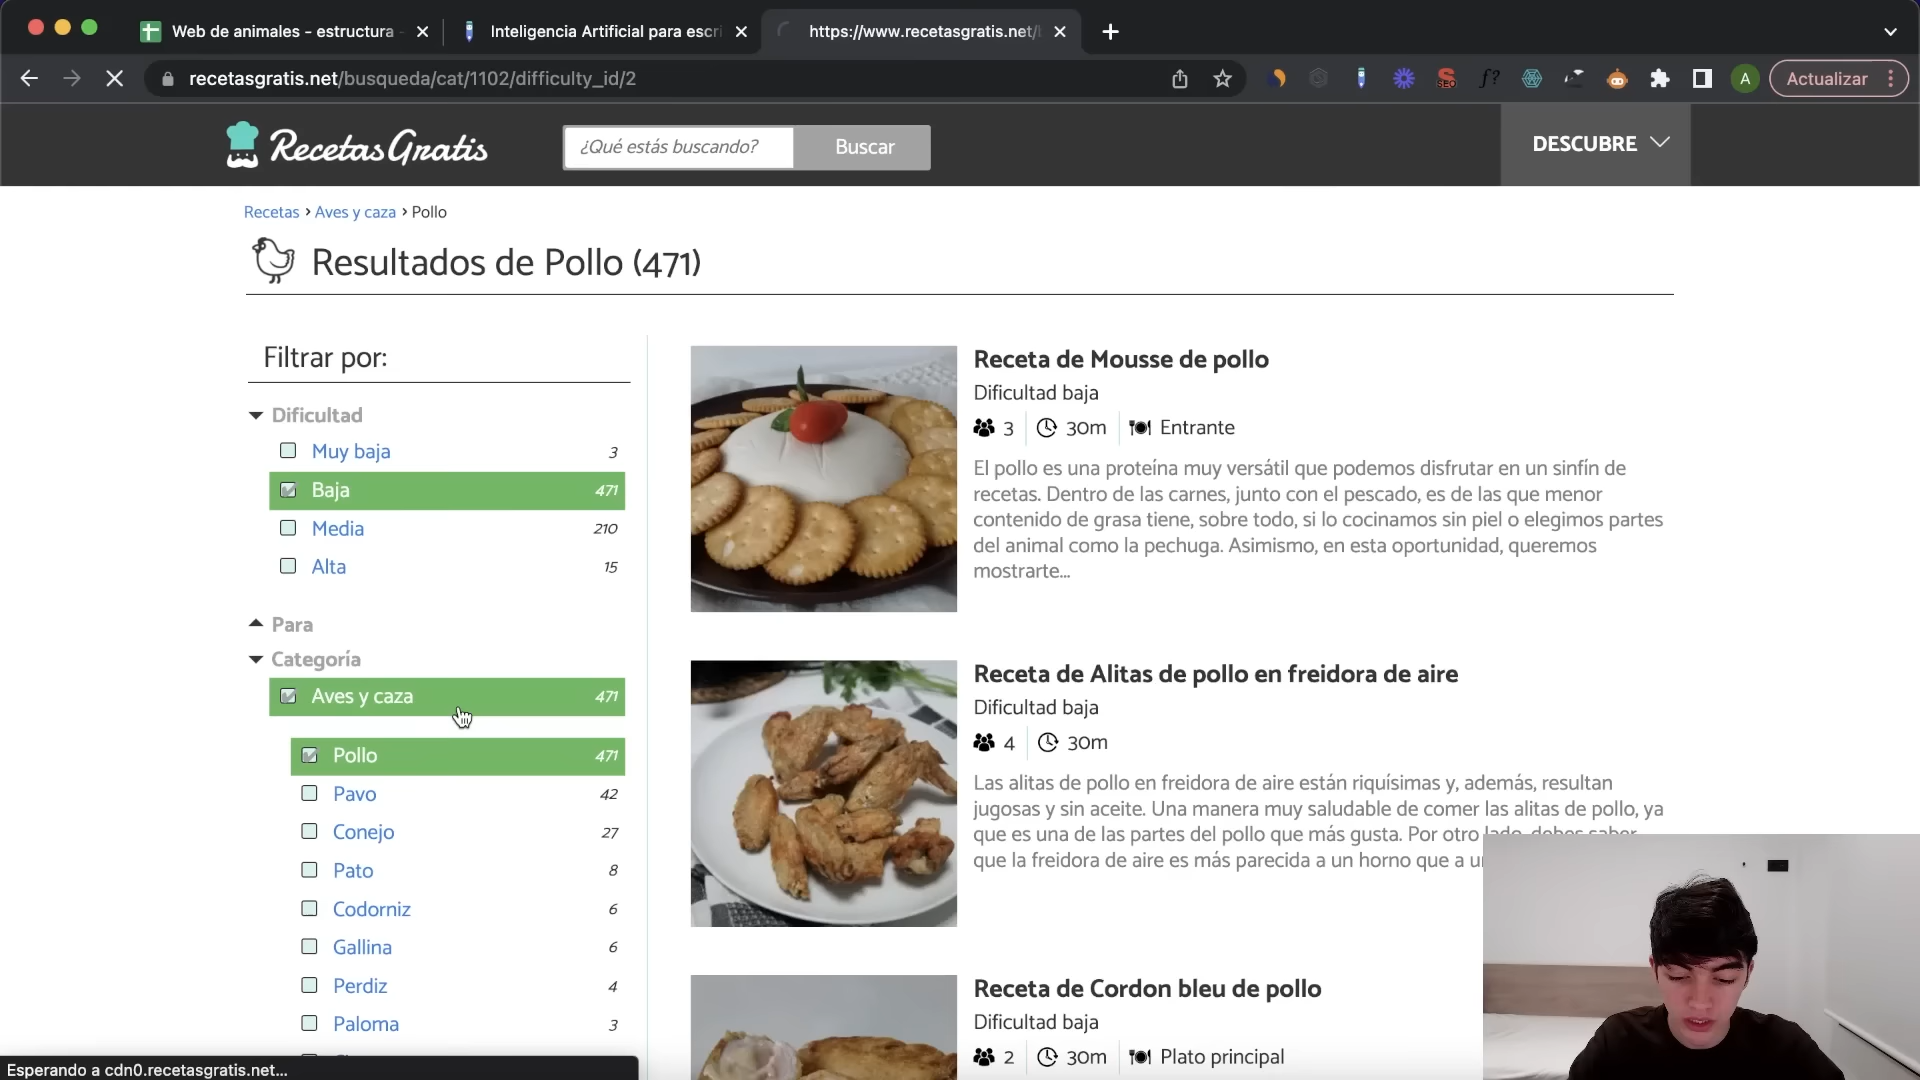 Web de animales - estructura -
Inteligencia Artificial para escri
https://www.recetasgratis.net/
recetasgratis.net/busqueda/cat/1102/difficulty_id/2
SEO
f?
A
Actualizar
RecetasGratis
¿Qué estás buscando?
Buscar
DESCUBRE
Recetas › Aves y caza › Pollo
Resultados de Pollo (471)
Filtrar por:
Dificultad
Muy baja 3
Baja 471
Media 210
Alta 15
Para
Categoría
Aves y caza 471
Pollo 471
Pavo 42
Conejo 27
Pato 8
Codorniz 6
Gallina 6
Perdiz 4
Paloma 3
Receta de Mousse de pollo
Dificultad baja
3 30m Entrante
El pollo es una proteína muy versátil que podemos disfrutar en un sinfín de
recetas. Dentro de las carnes, junto con el pescado, es de las que menor
contenido de grasa tiene, sobre todo, si lo cocinamos sin piel o elegimos partes
del animal como la pechuga. Asimismo, en esta oportunidad, queremos
mostrarte...
Receta de Alitas de pollo en freidora de aire
Dificultad baja
4 30m
Las alitas de pollo en freidora de aire están riquísimas y, además, resultan
jugosas y sin aceite. Una manera muy saludable de comer las alitas de pollo, ya
que es una de las partes del pollo que más gusta. Por otro lado, debes saber
que la freidora de aire es más parecida a un horno que a u
Receta de Cordon bleu de pollo
Dificultad baja
2 30m Plato principal
Esperando a cdn0.recetasgratis.net...